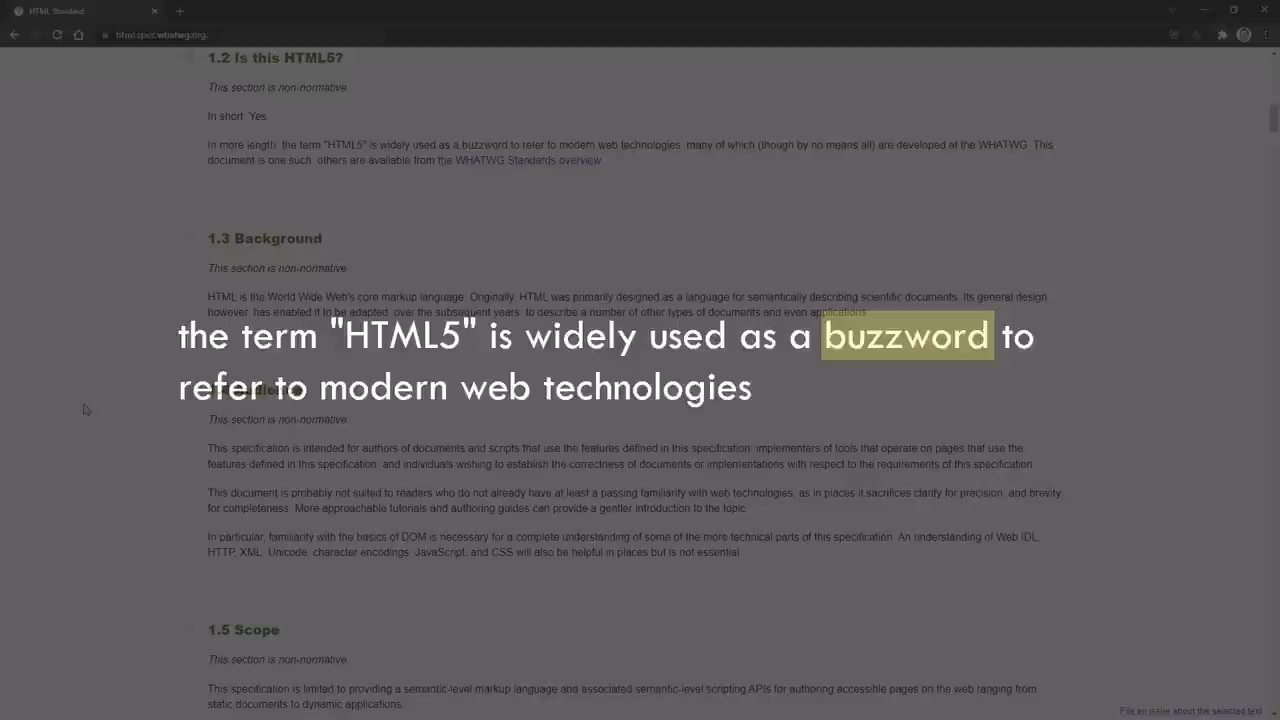 HTML Standard
html.spec.whatwg.org
1.2 Is this HTML5?
This section is non-normative.
In short: Yes.
In more length: the term "HTML5" is widely used as a buzzword to refer to modern web technologies, many of which (though by no means all) are developed at the WHATWG. This
document is one such; others are available from the WHATWG Standards overview.
1.3 Background
This section is non-normative.
HTML is the World Wide Web's core markup language. Originally, HTML was primarily designed as a language for semantically describing scientific documents. Its general design,
however, has enabled it to be adapted, over the subsequent years, to describe a number of other types of documents and even applications.
the term "HTML5" is widely used as a buzzword to
refer to modern web technologies
This section is non-normative.
This specification is intended for authors of documents and scripts that use the features defined in this specification, implementers of tools that operate on pages that use the
features defined in this specification, and individuals wishing to establish the correctness of documents or implementations with respect to the requirements of this specification.
This document is probably not suited to readers who do not already have at least a passing familiarity with web technologies, as in places it sacrifices clarity for precision, and brevity
for completeness. More approachable tutorials and authoring guides can provide a gentler introduction to the topic.
In particular, familiarity with the basics of DOM is necessary for a complete understanding of some of the more technical parts of this specification. An understanding of Web IDL,
HTTP, XML, Unicode, character encodings, JavaScript, and CSS will also be helpful in places but is not essential.
1.5 Scope
This section is non-normative.
This specification is limited to providing a semantic-level markup language and associated semantic-level scripting APIs for authoring accessible pages on the web ranging from
static documents to dynamic applications.
File an issue about the selected text